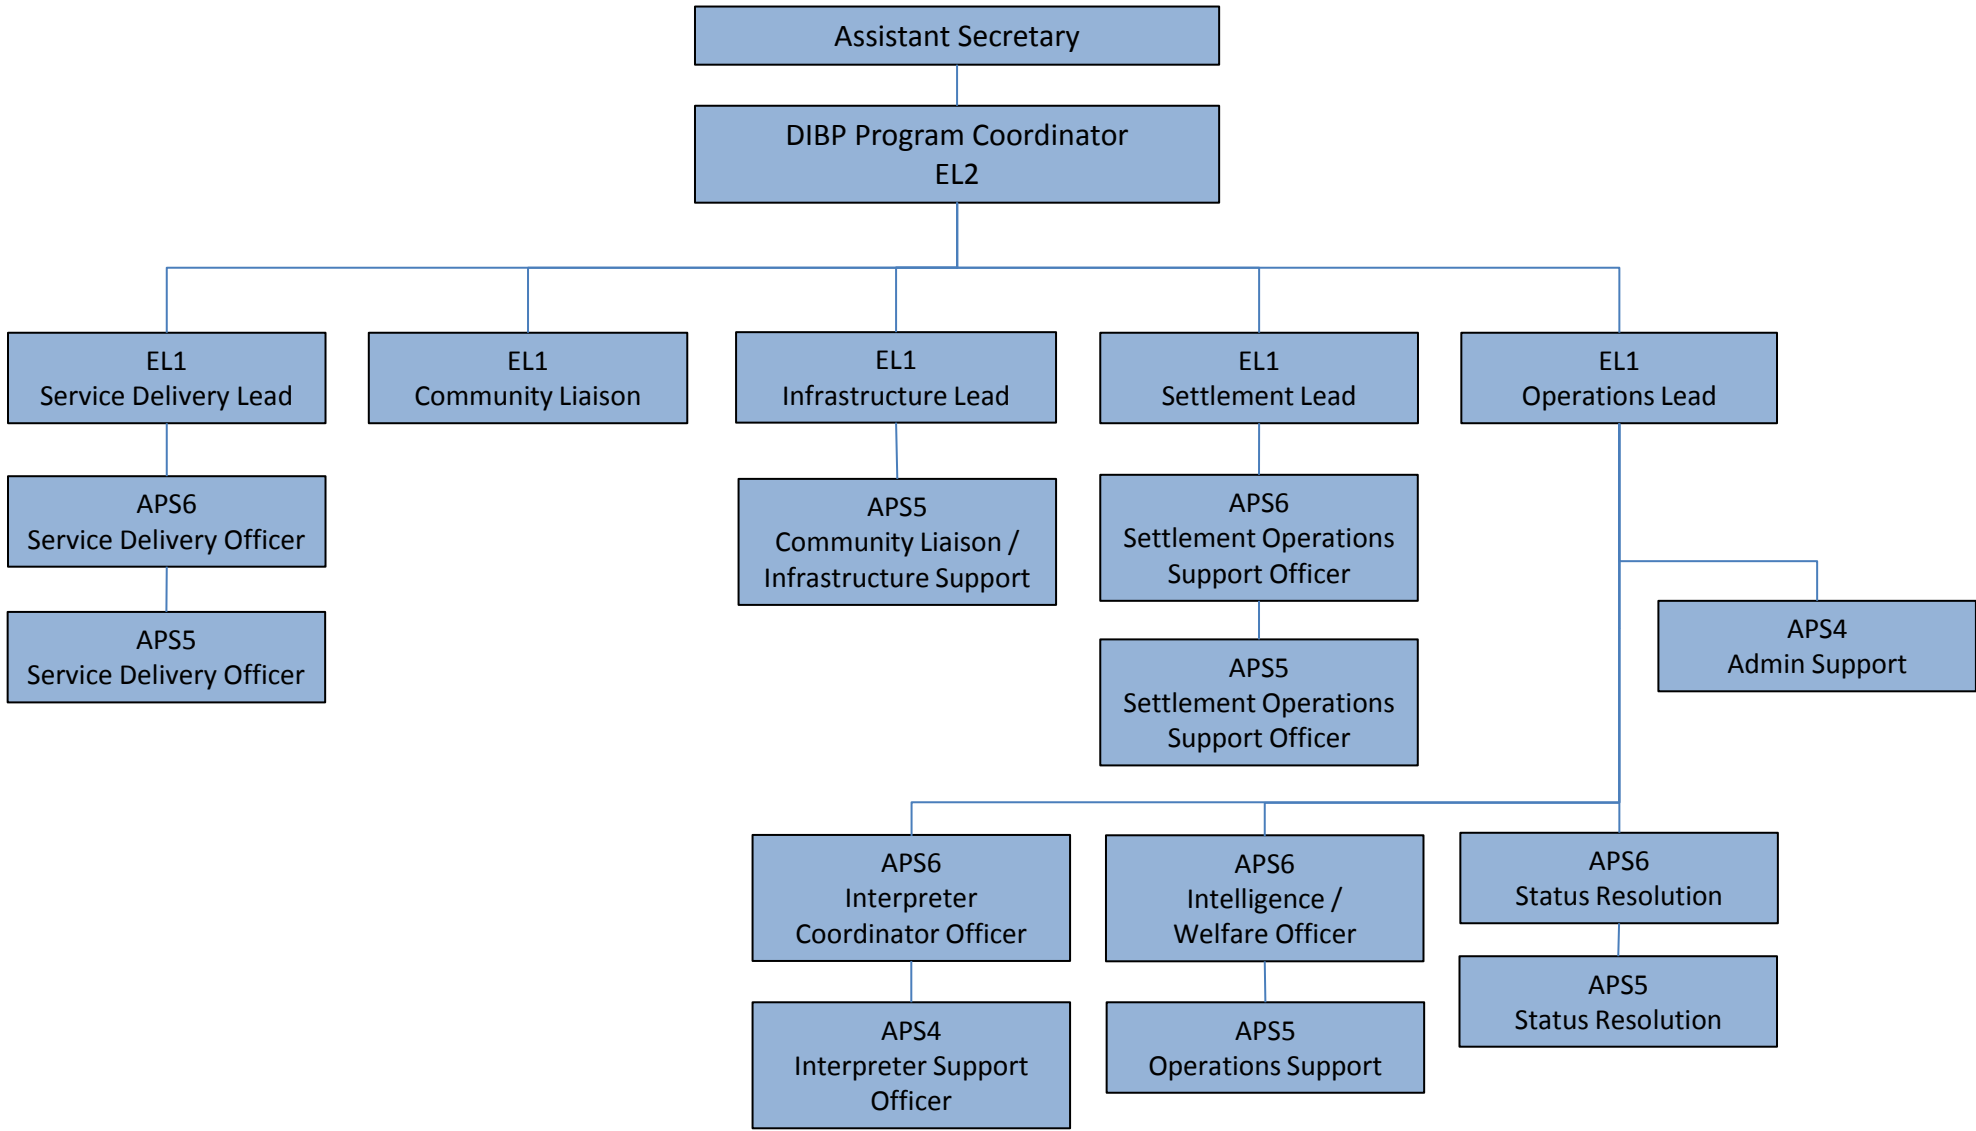 Assistant Secretary
DIBP Program Coordinator
EL2
EL1
Service Delivery Lead
EL1
Community Liaison
EL1
Infrastructure Lead
EL1
Settlement Lead
EL1
Operations Lead
APS6
Service Delivery Officer
APS5
Community Liaison /
Infrastructure Support
APS6
Settlement Operations
Support Officer
APS5
Service Delivery Officer
APS5
Settlement Operations
Support Officer
APS4
Admin Support
APS6
Interpreter
Coordinator Officer
APS6
Intelligence /
Welfare Officer
APS6
Status Resolution
APS4
Interpreter Support
Officer
APS5
Operations Support
APS5
Status Resolution